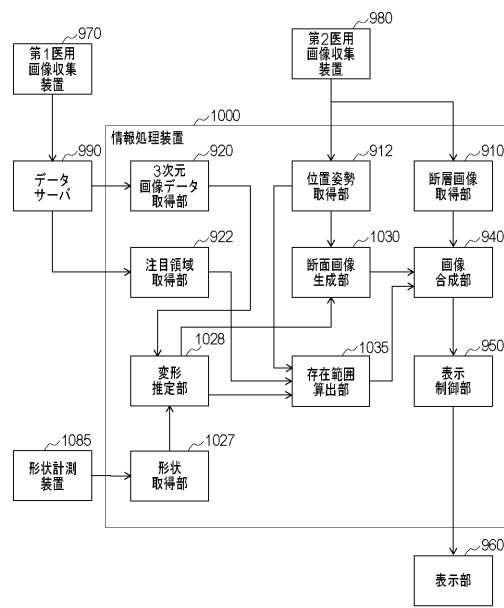 970
第1医用
画像収集
装置
980
第2医用
画像収集
装置
1000
情報処理装置
990
データ
サーバ
920
3次元
画像データ
取得部
912
位置姿勢
取得部
910
断層画像
取得部
922
注目領域
取得部
1030
断面画像
生成部
940
画像
合成部
1028
変形
推定部
1035
存在範囲
算出部
950
表示
制御部
1085
形状計測
装置
1027
形状
取得部
960
表示部